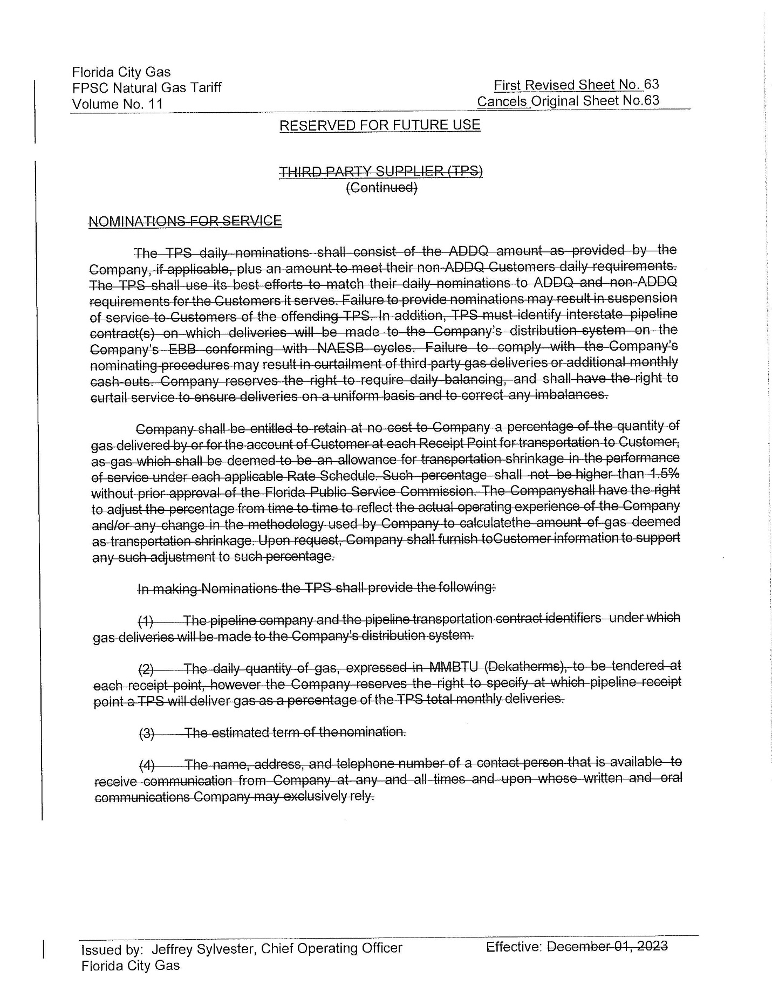 Florida City Gas
FPSC Natural Gas Tariff
Volume No. 11
First Revised Sheet No. 63
Cancels Original Sheet No.63
RESERVED FOR FUTURE USE
THIRD PARTY SUPPLIER (TPS)
(Continued)
NOMINATIONS FOR SERVICE
The TPS daily nominations shall consist of the ADDQ amount as provided by the
Company, if applicable, plus an amount to meet their non-ADDQ Customers daily requirements.
The TPS shall use its best efforts to match their daily nominations to ADDQ and non-ADDQ
requirements for the Customers it serves. Failure to provide nominations may result in suspension
of service to Customers of the offending TPS. In addition, TPS must identify interstate pipeline
contract(s) on which deliveries will be made to the Company's distribution system on the
Company's EBB conforming with NAESB cycles. Failure to comply with the Company's
nominating procedures may result in curtailment of third party gas deliveries or additional monthly
cash-outs. Company reserves the right to require daily balancing, and shall have the right to
curtail service to ensure deliveries on a uniform basis and to correct any imbalances.
Company shall be entitled to retain at no cost to Company a percentage of the quantity of
gas delivered by or for the account of Customer at each Receipt Point for transportation to Customer,
as gas which shall be deemed to be an allowance for transportation shrinkage in the performance
of service under each applicable Rate Schedule. Such percentage shall not be higher than 1.5%
without prior approval of the Florida Public Service Commission. The Companyshall have the right
to adjust the percentage from time to time to reflect the actual operating experience of the Company
and/or any change in the methodology used by Company to calculatethe amount of gas deemed
as transportation shrinkage. Upon request, Company shall furnish toCustomer information to support
any such adjustment to such percentage.
In making Nominations the TPS shall provide the following:
(1) The pipeline company and the pipeline transportation contract identifiers under which
gas deliveries will be made to the Company's distribution system.
(2) The daily quantity of gas, expressed in MMBTU (Dekatherms), to be tendered at
each receipt point, however the Company reserves the right to specify at which pipeline receipt
point a TPS will deliver gas as a percentage of the TPS total monthly deliveries.
(3) The estimated term of the nomination.
(4) The name, address, and telephone number of a contact person that is available to
receive communication from Company at any and all times and upon whose written and oral
communications Company may exclusively rely.
Issued by: Jeffrey Sylvester, Chief Operating Officer
Florida City Gas
Effective: December 01, 2023